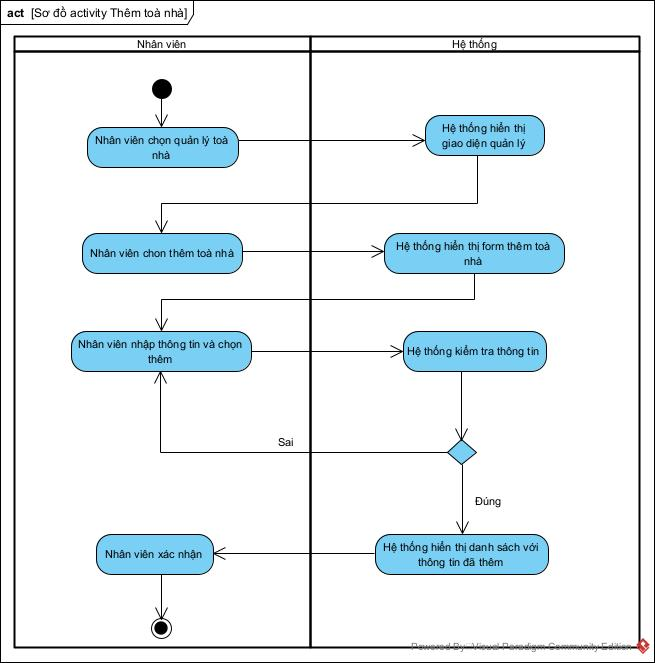 act [Sơ đồ activity Thêm toà nhà]
Nhân viên
Hệ thống
Nhân viên chọn quản lý toà
nhà
Hệ thống hiển thị
giao diện quản lý
Nhân viên chon thêm toà nhà
Hệ thống hiển thị form thêm toà
nhà
Nhân viên nhập thông tin và chọn
thêm
Hệ thống kiểm tra thông tin
Sai
Đúng
Nhân viên xác nhận
Hệ thống hiển thị danh sách với
thông tin đã thêm
Powered By: Visual Paradigm Community Edition